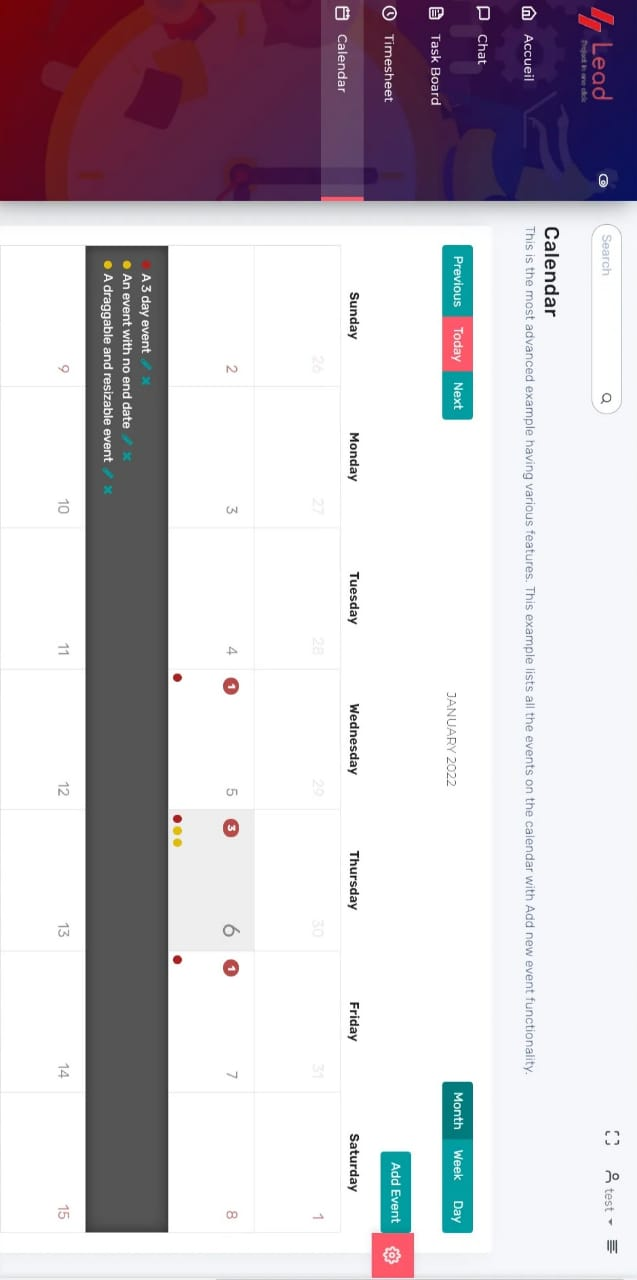 Lead
Project in one click
Accueil
Chat
Task Board
Timesheet
Calendar
Search
test
Calendar
This is the most advanced example having various features. This example lists all the events on the calendar with Add new event functionality.
Previous Today Next
JANUARY 2022
Month Week Day
Add Event
Sunday Monday Tuesday Wednesday Thursday Friday Saturday
26 27 28 29 30 31 1
2 3 4 1 5 3 6 1 7 8
A 3 day event
An event with no end date
A draggable and resizable event
9 10 11 12 13 14 15